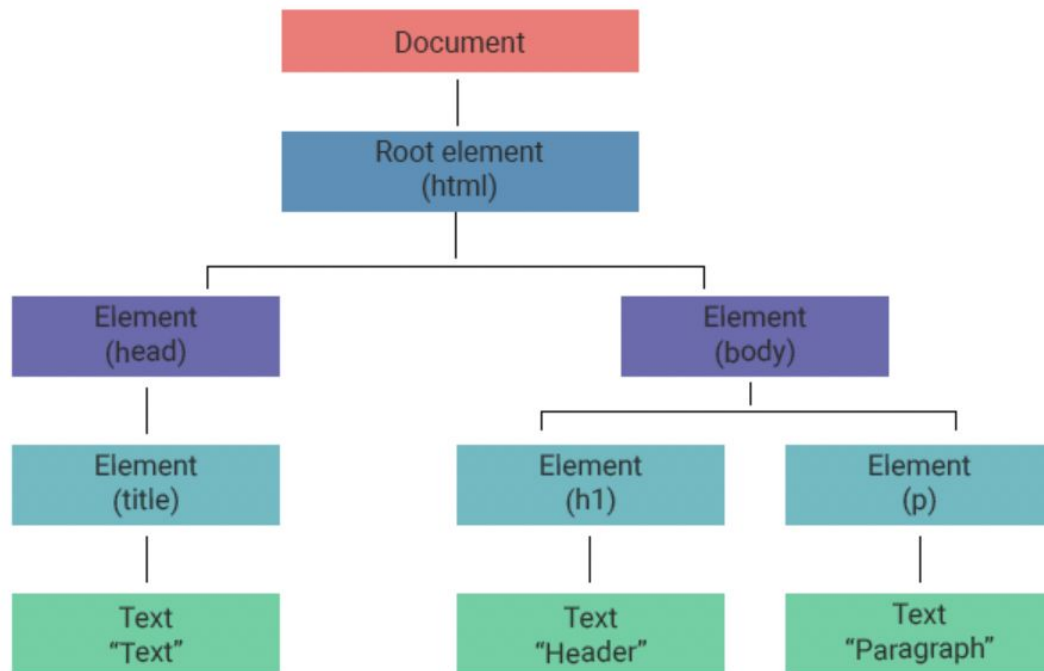 Document
Root element
(html)
Element
(head)
Element
(body)
Element
(title)
Element
(h1)
Element
(p)
Text
“Text”
Text
“Header”
Text
“Paragraph”